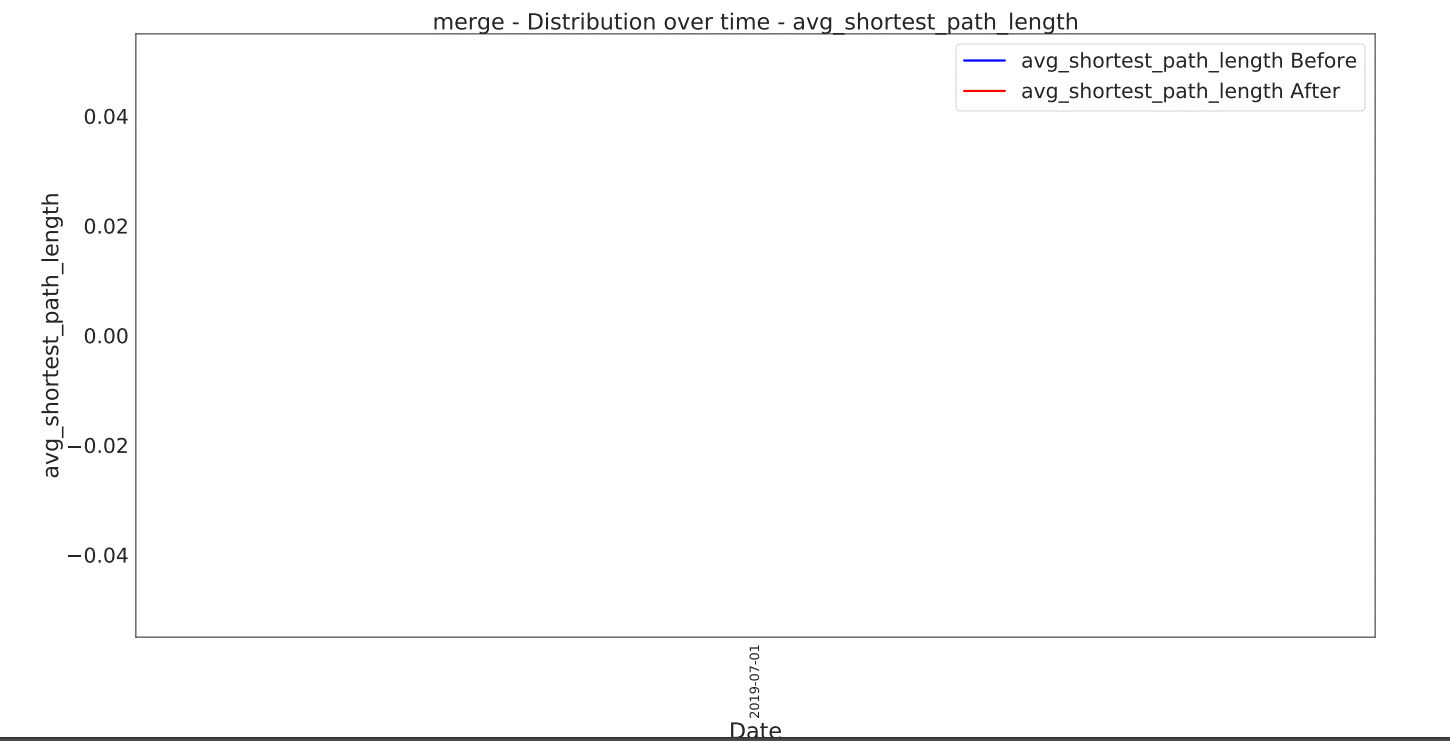 merge - Distribution over time - avg_shortest_path_length
avg_shortest_path_length Before
avg_shortest_path_length After
avg_shortest_path_length
0.04
0.02
0.00
−0.02
−0.04
2019-07-01
Date